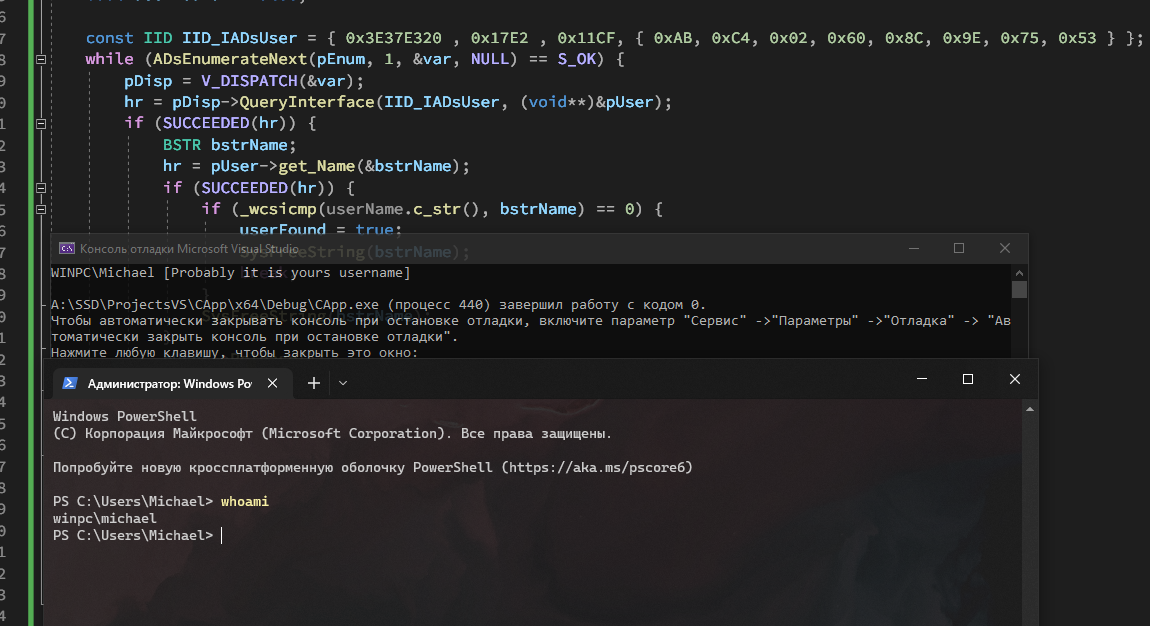 const IID IID_IADsUser = { 0x3E37E320 , 0x17E2 , 0x11CF, { 0xAB, 0xC4, 0x02, 0x60, 0x8C, 0x9E, 0x75, 0x53 } };
while (ADsEnumerateNext(pEnum, 1, &var, NULL) == S_OK) {
pDisp = V_DISPATCH(&var);
hr = pDisp->QueryInterface(IID_IADsUser, (void**)&pUser);
if (SUCCEEDED(hr)) {
BSTR bstrName;
hr = pUser->get_Name(&bstrName);
if (SUCCEEDED(hr)) {
if (_wcsicmp(userName.c_str(), bstrName) == 0) {
userFound = true;
SysFreeString(bstrName);
Консоль отладки Microsoft Visual Studio
WINPC\Michael [Probably it is yours username]
A:\SSD\ProjectsVS\CApp\x64\Debug\CApp.exe (процесс 440) завершил работу с кодом 0.
SysFreeString(bstrName);
Чтобы автоматически закрывать консоль при остановке отладки, включите параметр "Сервис" ->"Параметры" ->"Отладка" -> "Ав
томатически закрыть консоль при остановке отладки".
Нажмите любую клавишу, чтобы закрыть это окно:
Администратор: Windows Po
Windows PowerShell
(C) Корпорация Майкрософт (Microsoft Corporation). Все права защищены.
Попробуйте новую кроссплатформенную оболочку PowerShell (https://aka.ms/pscore6)
PS C:\Users\Michael> whoami
winpc\michael
PS C:\Users\Michael>